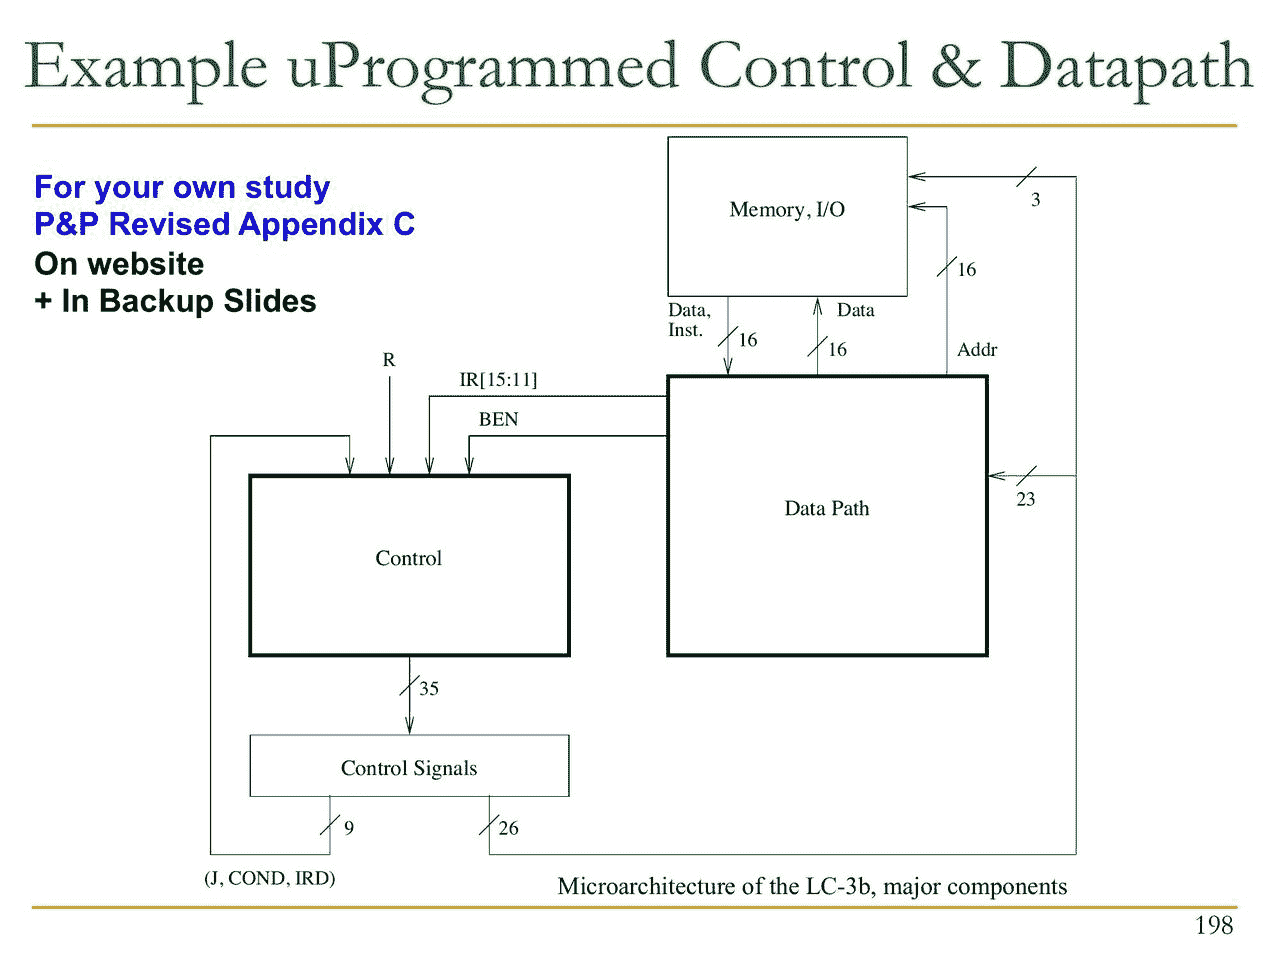 Example uProgrammed Control & Datapath
For your own study
P&P Revised Appendix C
On website
+ In Backup Slides
Memory, I/O
3
16
Data,
Inst.
16
Data
16
Addr
R
IR[15:11]
BEN
Data Path
23
Control
35
Control Signals
9
26
(J, COND, IRD)
Microarchitecture of the LC-3b, major components
198